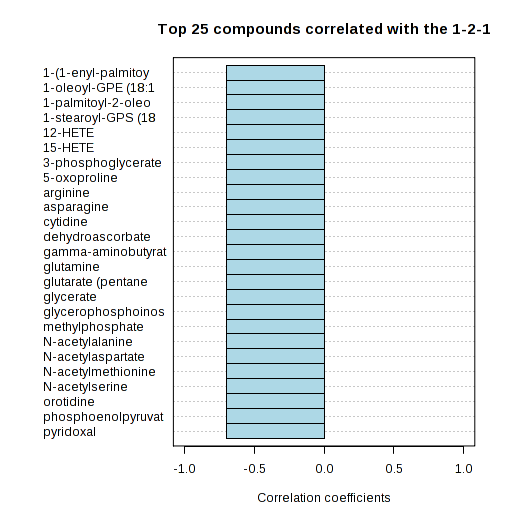 Top 25 compounds correlated with the 1-2-1
1-(1-enyl-palmitoy
1-oleoyl-GPE (18:1
1-palmitoyl-2-oleo
1-stearoyl-GPS (18
12-HETE
15-HETE
3-phosphoglycerate
5-oxoproline
arginine
asparagine
cytidine
dehydroascorbate
gamma-aminobutyrat
glutamine
glutarate (pentane
glycerate
glycerophosphoinos
methylphosphate
N-acetylalanine
N-acetylaspartate
N-acetylmethionine
N-acetylserine
orotidine
phosphoenolpyruvat
pyridoxal
-1.0 -0.5 0.0 0.5 1.0
Correlation coefficients